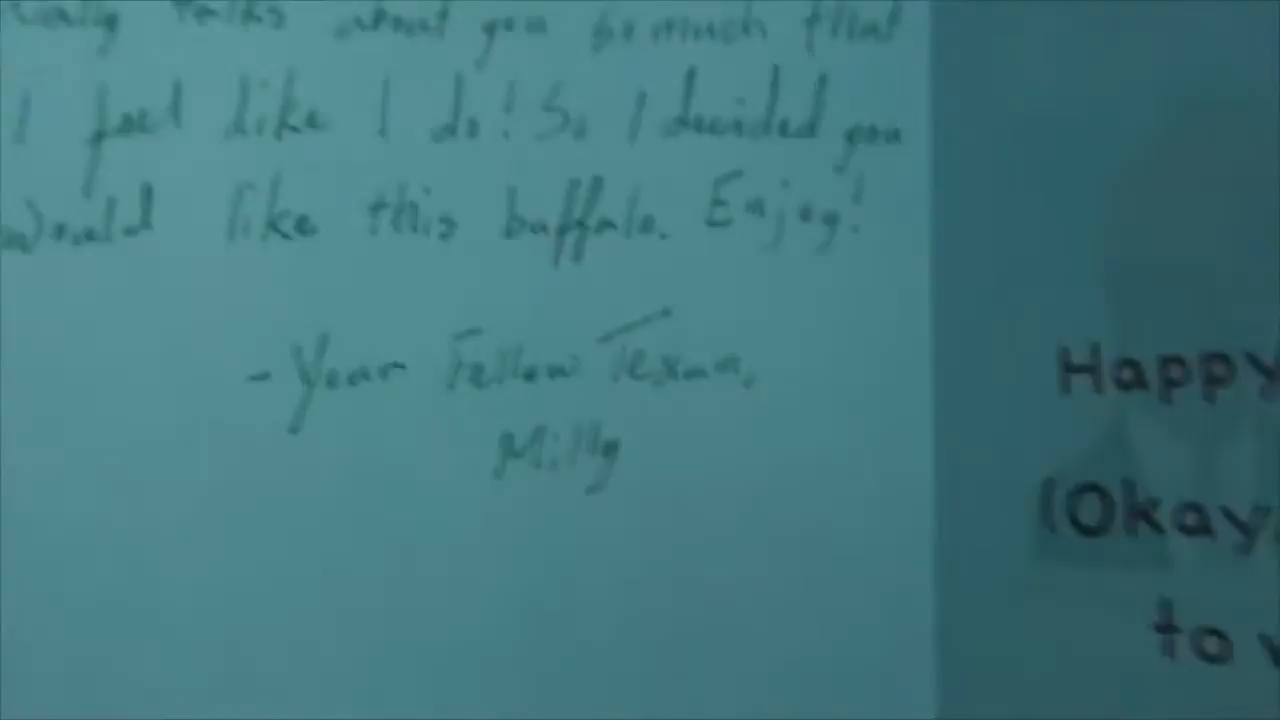 talks about you so much that
I feel like I do! So I decided you
would like this buffalo. Enjoy!
- Your Fellow Texan,
Milly
Happy
(Okay,
to